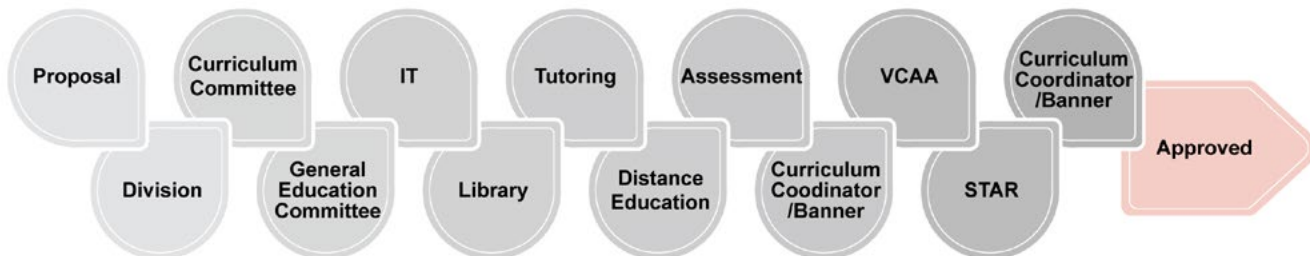 Proposal
Division
Curriculum
Committee
General
Education
Committee
IT
Library
Tutoring
Distance
Education
Assessment
Curriculum
Coodinator
/Banner
VCAA
STAR
Curriculum
Coordinator
/Banner
Approved